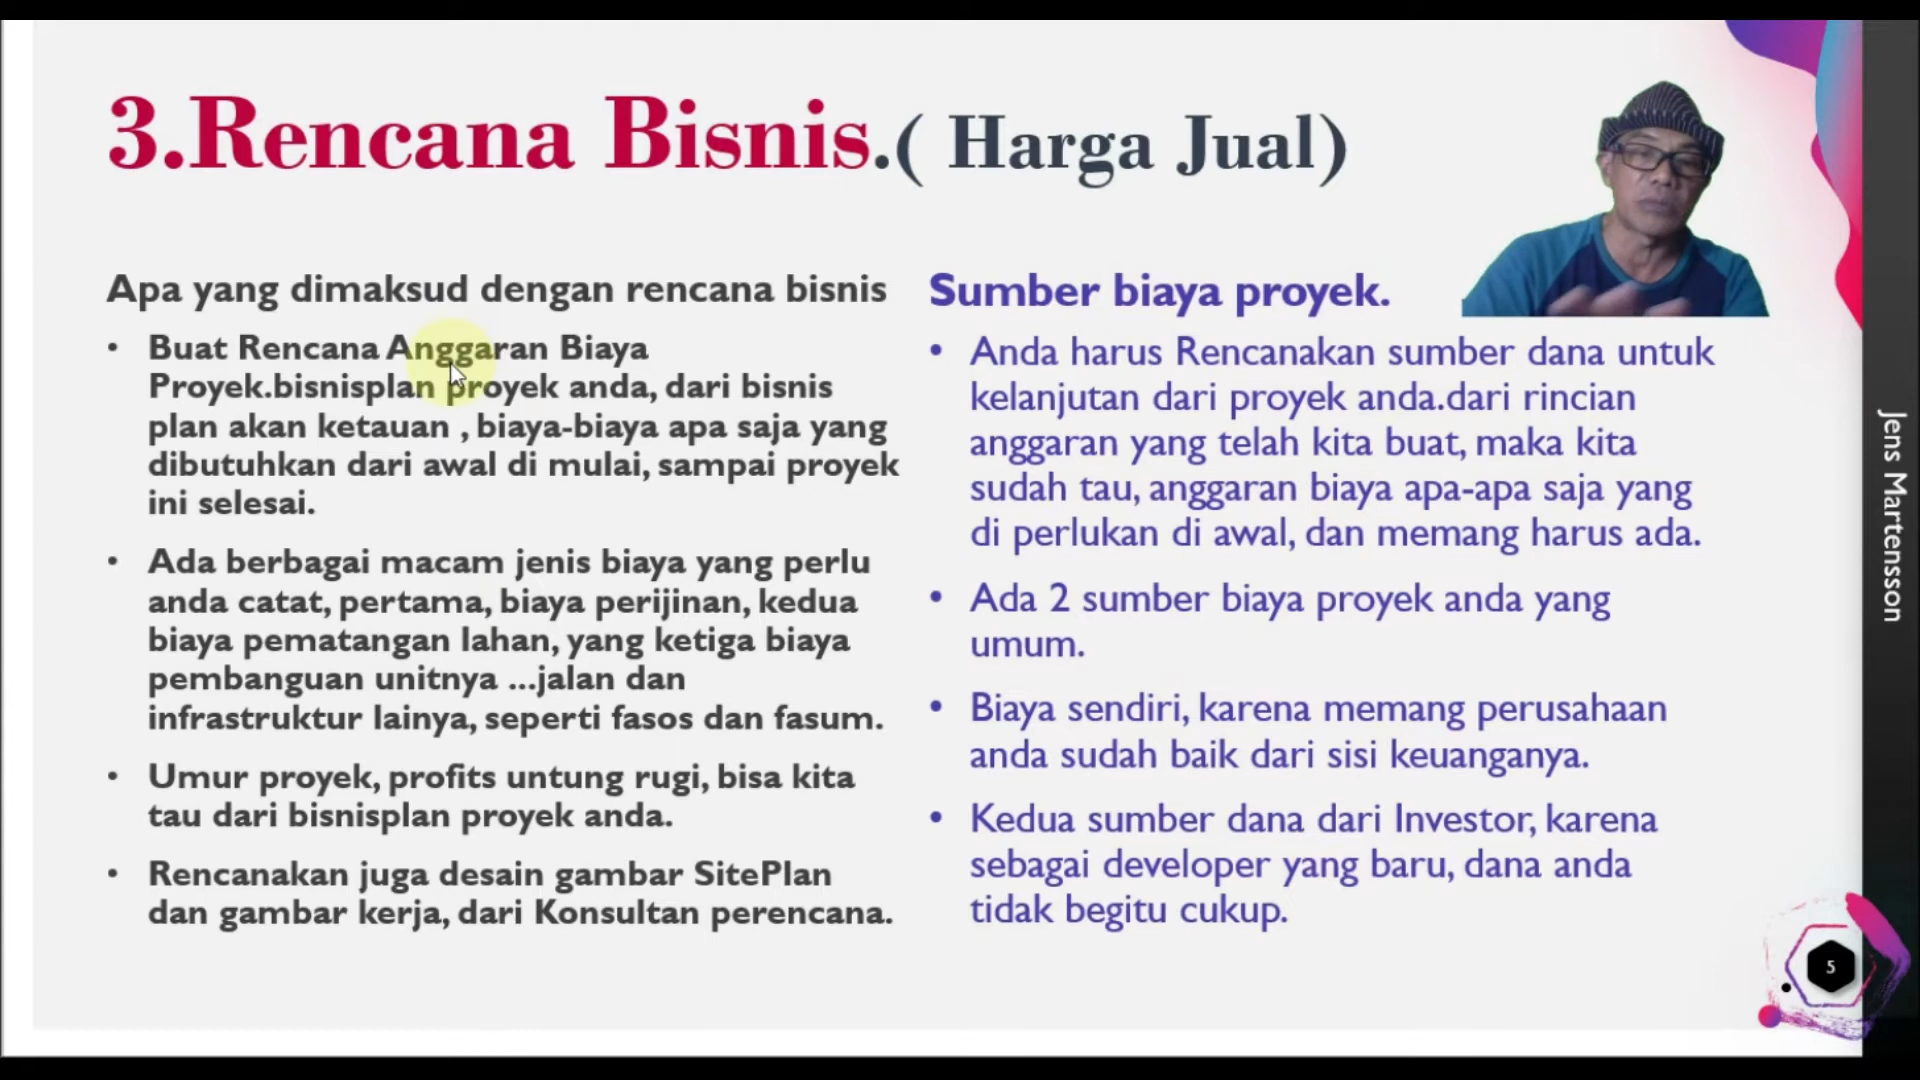 3.Rencana Bisnis.( Harga Jual)
Apa yang dimaksud dengan rencana bisnis
• Buat Rencana Anggaran Biaya
Proyek.bisnisplan proyek anda, dari bisnis
plan akan ketauan , biaya-biaya apa saja yang
dibutuhkan dari awal di mulai, sampai proyek
ini selesai.
• Ada berbagai macam jenis biaya yang perlu
anda catat, pertama, biaya perijinan, kedua
biaya pematangan lahan, yang ketiga biaya
pembanguan unitnya ...jalan dan
infrastruktur lainya, seperti fasos dan fasum.
• Umur proyek, profits untung rugi, bisa kita
tau dari bisnisplan proyek anda.
• Rencanakan juga desain gambar SitePlan
dan gambar kerja, dari Konsultan perencana.
Sumber biaya proyek.
• Anda harus Rencanakan sumber dana untuk
kelanjutan dari proyek anda.dari rincian
anggaran yang telah kita buat, maka kita
sudah tau, anggaran biaya apa-apa saja yang
di perlukan di awal, dan memang harus ada.
• Ada 2 sumber biaya proyek anda yang
umum.
• Biaya sendiri, karena memang perusahaan
anda sudah baik dari sisi keuanganya.
• Kedua sumber dana dari Investor, karena
sebagai developer yang baru, dana anda
tidak begitu cukup.
Jens Martensson
5